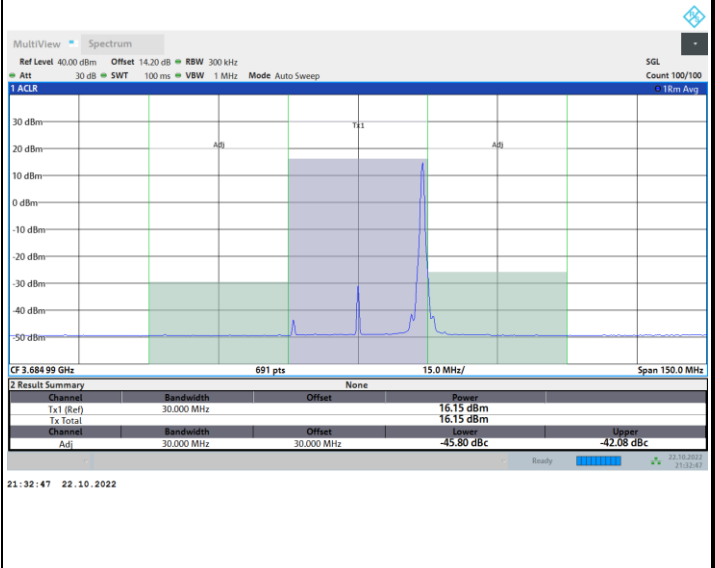 MultiView Spectrum
Ref Level 40.00 dBm Offset 14.20 dB RBW 300 kHz SGL
Att 30 dB SWT 100 ms VBW 1 MHz Mode Auto Sweep Count 100/100
1 ACLR 1Rm Avg
30 dBm
Tx1
20 dBm Adj Adj
10 dBm
0 dBm
-10 dBm
-20 dBm
-30 dBm
-40 dBm
-50 dBm
CF 3.684 99 GHz 691 pts 15.0 MHz/ Span 150.0 MHz
2 Result Summary None
Channel Bandwidth Offset Power
Tx1 (Ref) 30.000 MHz 16.15 dBm
Tx Total 16.15 dBm
Channel Bandwidth Offset Lower Upper
Adj 30.000 MHz 30.000 MHz -45.80 dBc -42.08 dBc
Ready 22.10.2022
21:32:47
21:32:47 22.10.2022